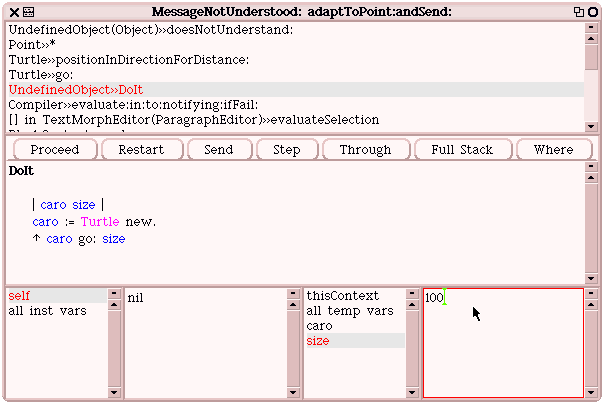 MessageNotUnderstood: adaptToPoint:andSend:
UndefinedObject(Object)»doesNotUnderstand:
Point»*
Turtle»positionInDirectionForDistance:
Turtle»go:
UndefinedObject»DoIt
Compiler»evaluate:in:to:notifying:ifFail:
[] in TextMorphEditor(ParagraphEditor)»evaluateSelection
Proceed Restart Send Step Through Full Stack Where
DoIt
| caro size |
caro := Turtle new.
↑ caro go: size
self
all inst vars
nil
thisContext
all temp vars
caro
size
100